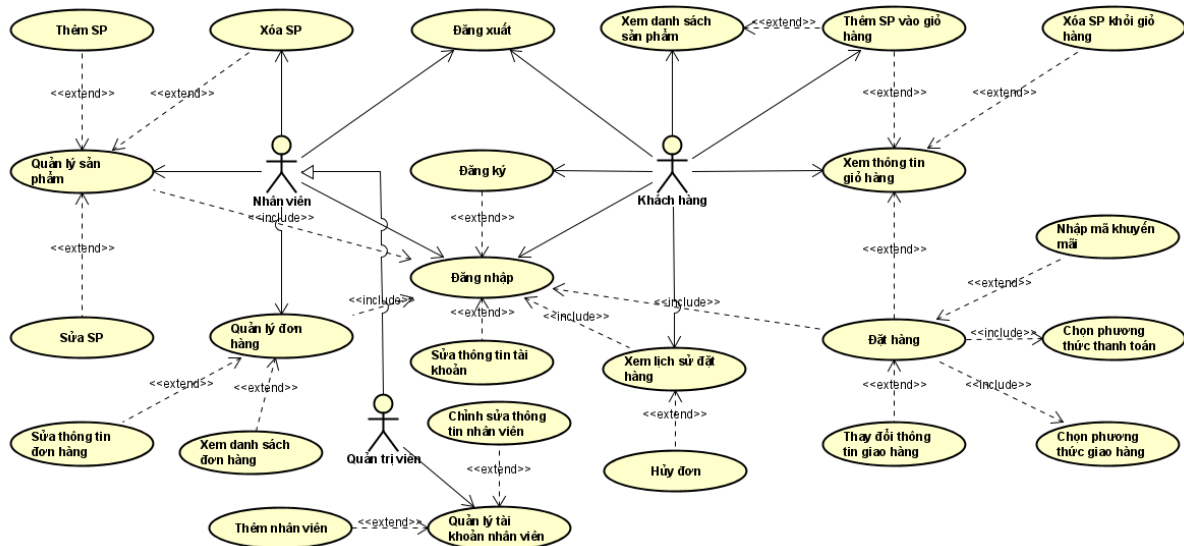 Thêm SP
Xóa SP
Đăng xuất
Xem danh sách
sản phẩm
<<extend>>
Thêm SP vào giỏ
hàng
Xóa SP khỏi giỏ
hàng
<<extend>>
<<extend>>
<<extend>>
<<extend>>
Quản lý sản
phẩm
Nhân viên
Đăng ký
Khách hàng
Xem thông tin
giỏ hàng
<<include>>
<<extend>>
<<extend>>
<<extend>>
Nhập mã khuyến
mãi
Đăng nhập
<<extend>>
Sửa SP
Quản lý đơn
hàng
<<include>>
<<extend>>
<<include>>
<<include>>
Đặt hàng
<<include>>
Chọn phương
thức thanh toán
Sửa thông tin tài
khoản
Xem lịch sử đặt
hàng
<<extend>>
<<extend>>
<<extend>>
<<extend>>
<<include>>
Sửa thông tin
đơn hàng
Xem danh sách
đơn hàng
Quản trị viên
Chỉnh sửa thông
tin nhân viên
Thay đổi thông
tin giao hàng
Chọn phương
thức giao hàng
<<extend>>
Hủy đơn
Thêm nhân viên
<<extend>>
Quản lý tài
khoản nhân viên